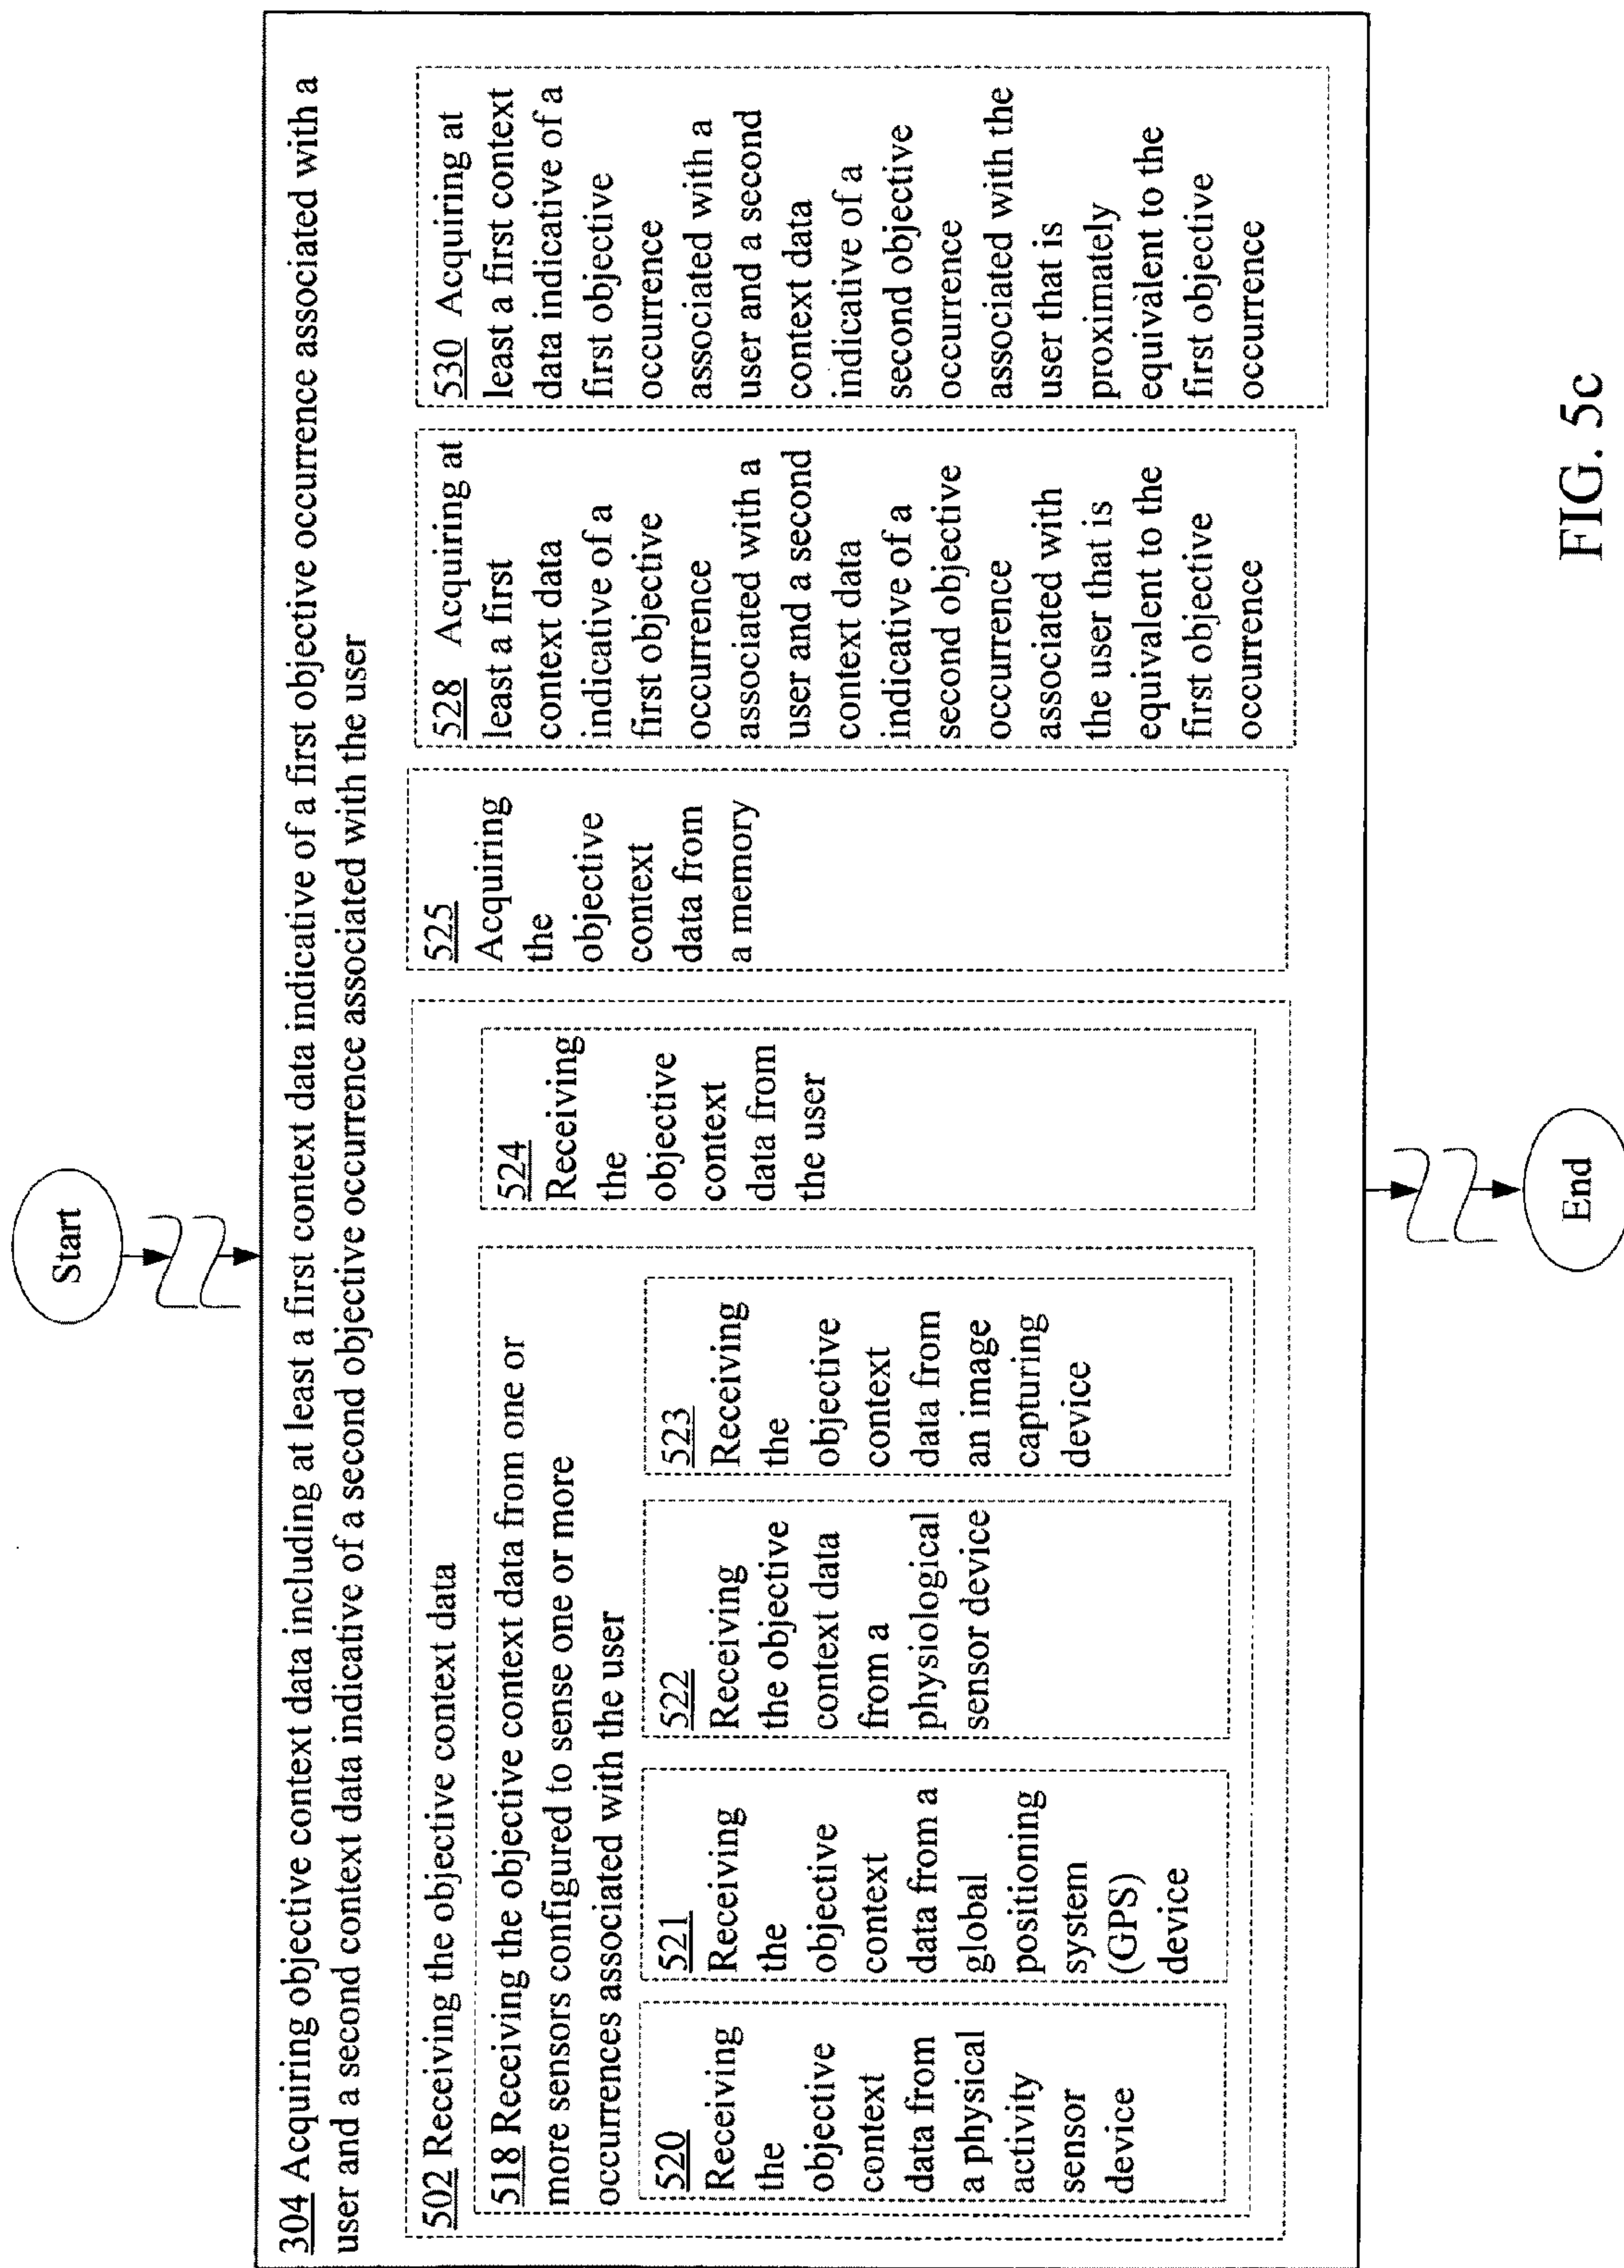 Start
304 Acquiring objective context data including at least a first context data indicative of a first objective occurrence associated with a
user and a second context data indicative of a second objective occurrence associated with the user
502 Receiving the objective context data
518 Receiving the objective context data from one or
more sensors configured to sense one or more
occurrences associated with the user
520
Receiving
the
objective
context
data from
a physical
activity
sensor
device
521
Receiving
the
objective
context
data from a
global
positioning
system
(GPS)
device
522
Receiving
the objective
context data
from a
physiological
sensor device
523
Receiving
the
objective
context
data from
an image
capturing
device
524
Receiving
the
objective
context
data from
the user
525
Acquiring
the
objective
context
data from
a memory
528 Acquiring at
least a first
context data
indicative of a
first objective
occurrence
associated with a
user and a second
context data
indicative of a
second objective
occurrence
associated with
the user that is
equivalent to the
first objective
occurrence
530 Acquiring at
least a first context
data indicative of a
first objective
occurrence
associated with a
user and a second
context data
indicative of a
second objective
occurrence
associated with the
user that is
proximately
equivalent to the
first objective
occurrence
End
FIG. 5c